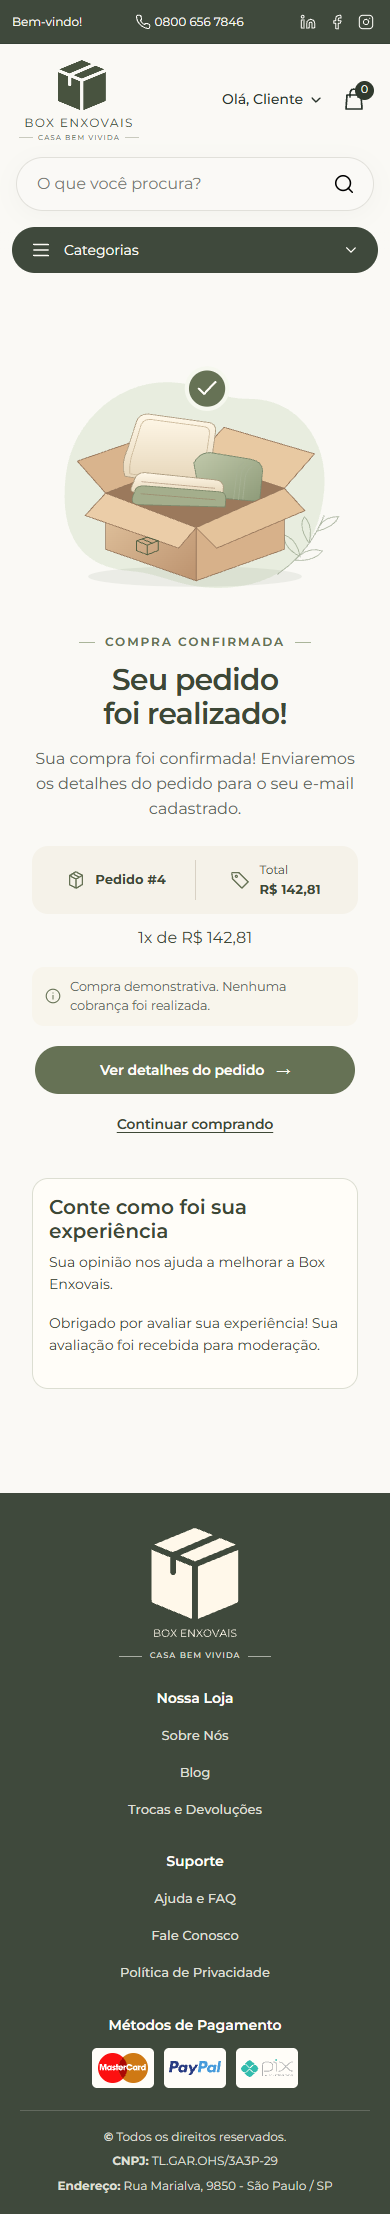 Bem-vindo!
0800 656 7846
BOX ENXOVAIS
CASA BEM VIVIDA
Olá, Cliente
0
O que você procura?
Categorias
COMPRA CONFIRMADA
Seu pedido
foi realizado!
Sua compra foi confirmada! Enviaremos
os detalhes do pedido para o seu e-mail
cadastrado.
Pedido #4
Total
R$ 142,81
1x de R$ 142,81
Compra demonstrativa. Nenhuma
cobrança foi realizada.
Ver detalhes do pedido →
Continuar comprando
Conte como foi sua
experiência
Sua opinião nos ajuda a melhorar a Box
Enxovais.
Obrigado por avaliar sua experiência! Sua
avaliação foi recebida para moderação.
BOX ENXOVAIS
CASA BEM VIVIDA
Nossa Loja
Sobre Nós
Blog
Trocas e Devoluções
Suporte
Ajuda e FAQ
Fale Conosco
Política de Privacidade
Métodos de Pagamento
MasterCard
PayPal
pix
© Todos os direitos reservados.
CNPJ: TL.GAR.OHS/3A3P-29
Endereço: Rua Marialva, 9850 - São Paulo / SP